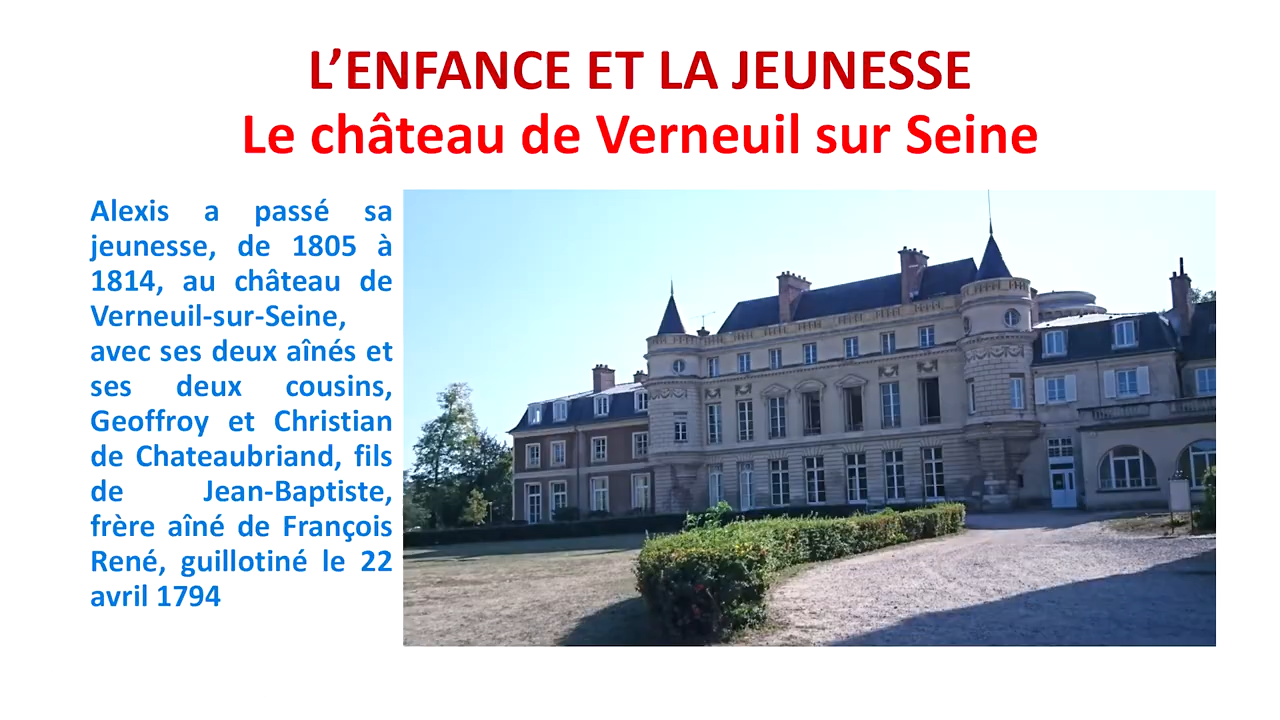 L’ENFANCE ET LA JEUNESSE
Le château de Verneuil sur Seine
Alexis a passé sa
jeunesse, de 1805 à
1814, au château de
Verneuil-sur-Seine,
avec ses deux aînés et
ses deux cousins,
Geoffroy et Christian
de Chateaubriand, fils
de Jean-Baptiste,
frère aîné de François
René, guillotiné le 22
avril 1794